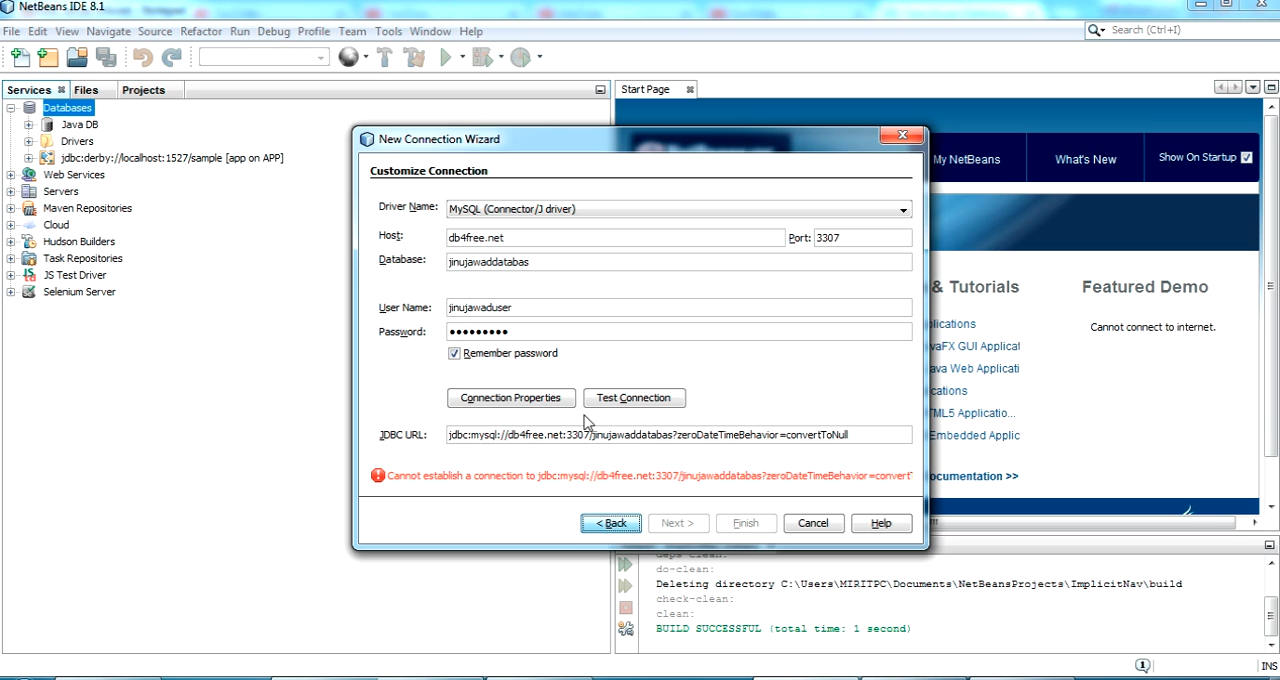 NetBeans IDE 8.1
File Edit View Navigate Source Refactor Run Debug Profile Team Tools Window Help
Search (Ctrl+I)
Services Files Projects
Start Page
Databases
Java DB
Drivers
jdbc:derby://localhost:1527/sample [app on APP]
Web Services
Servers
Maven Repositories
Cloud
Hudson Builders
Task Repositories
JS Test Driver
Selenium Server
My NetBeans What's New Show On Startup
& Tutorials Featured Demo
Cannot connect to internet.
New Connection Wizard
Customize Connection
Driver Name: MySQL (Connector/J driver)
Host: db4free.net Port: 3307
Database: jinujawaddatabas
User Name: jinujawaduser
Password: •••••••••
Remember password
Connection Properties Test Connection
JDBC URL: jdbc:mysql://db4free.net:3307/jinujawaddatabas?zeroDateTimeBehavior=convertToNull
Cannot establish a connection to jdbc:mysql://db4free.net:3307/jinujawaddatabas?zeroDateTimeBehavior=convertT
< Back Next > Finish Cancel Help
plications
avaFX GUI Applicat
ava Web Applicati
cations
TML5 Applicatio...
Embedded Applic
ocumentation >>
deps-clean:
do-clean:
Deleting directory C:\Users\MIRITPC\Documents\NetBeansProjects\ImplicitNav\build
check-clean:
clean:
BUILD SUCCESSFUL (total time: 1 second)
1
INS